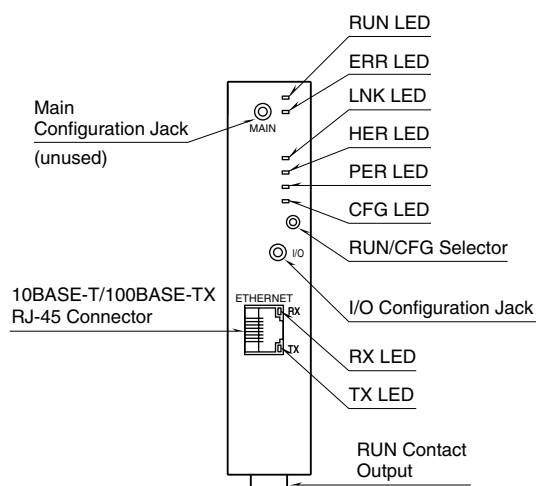 RUN LED
ERR LED
LNK LED
HER LED
PER LED
CFG LED
RUN/CFG Selector
I/O Configuration Jack
RX LED
TX LED
RUN Contact
Output
Main
Configuration Jack
(unused)
10BASE-T/100BASE-TX
RJ-45 Connector
MAIN
I/O
ETHERNET
RX
TX